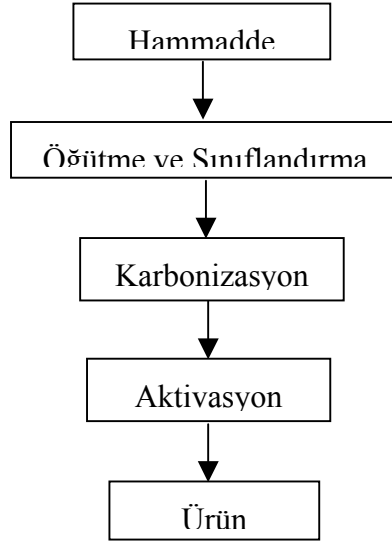 Hammadde
Öğütme ve Sınıflandırma
Karbonizasyon
Aktivasyon
Ürün